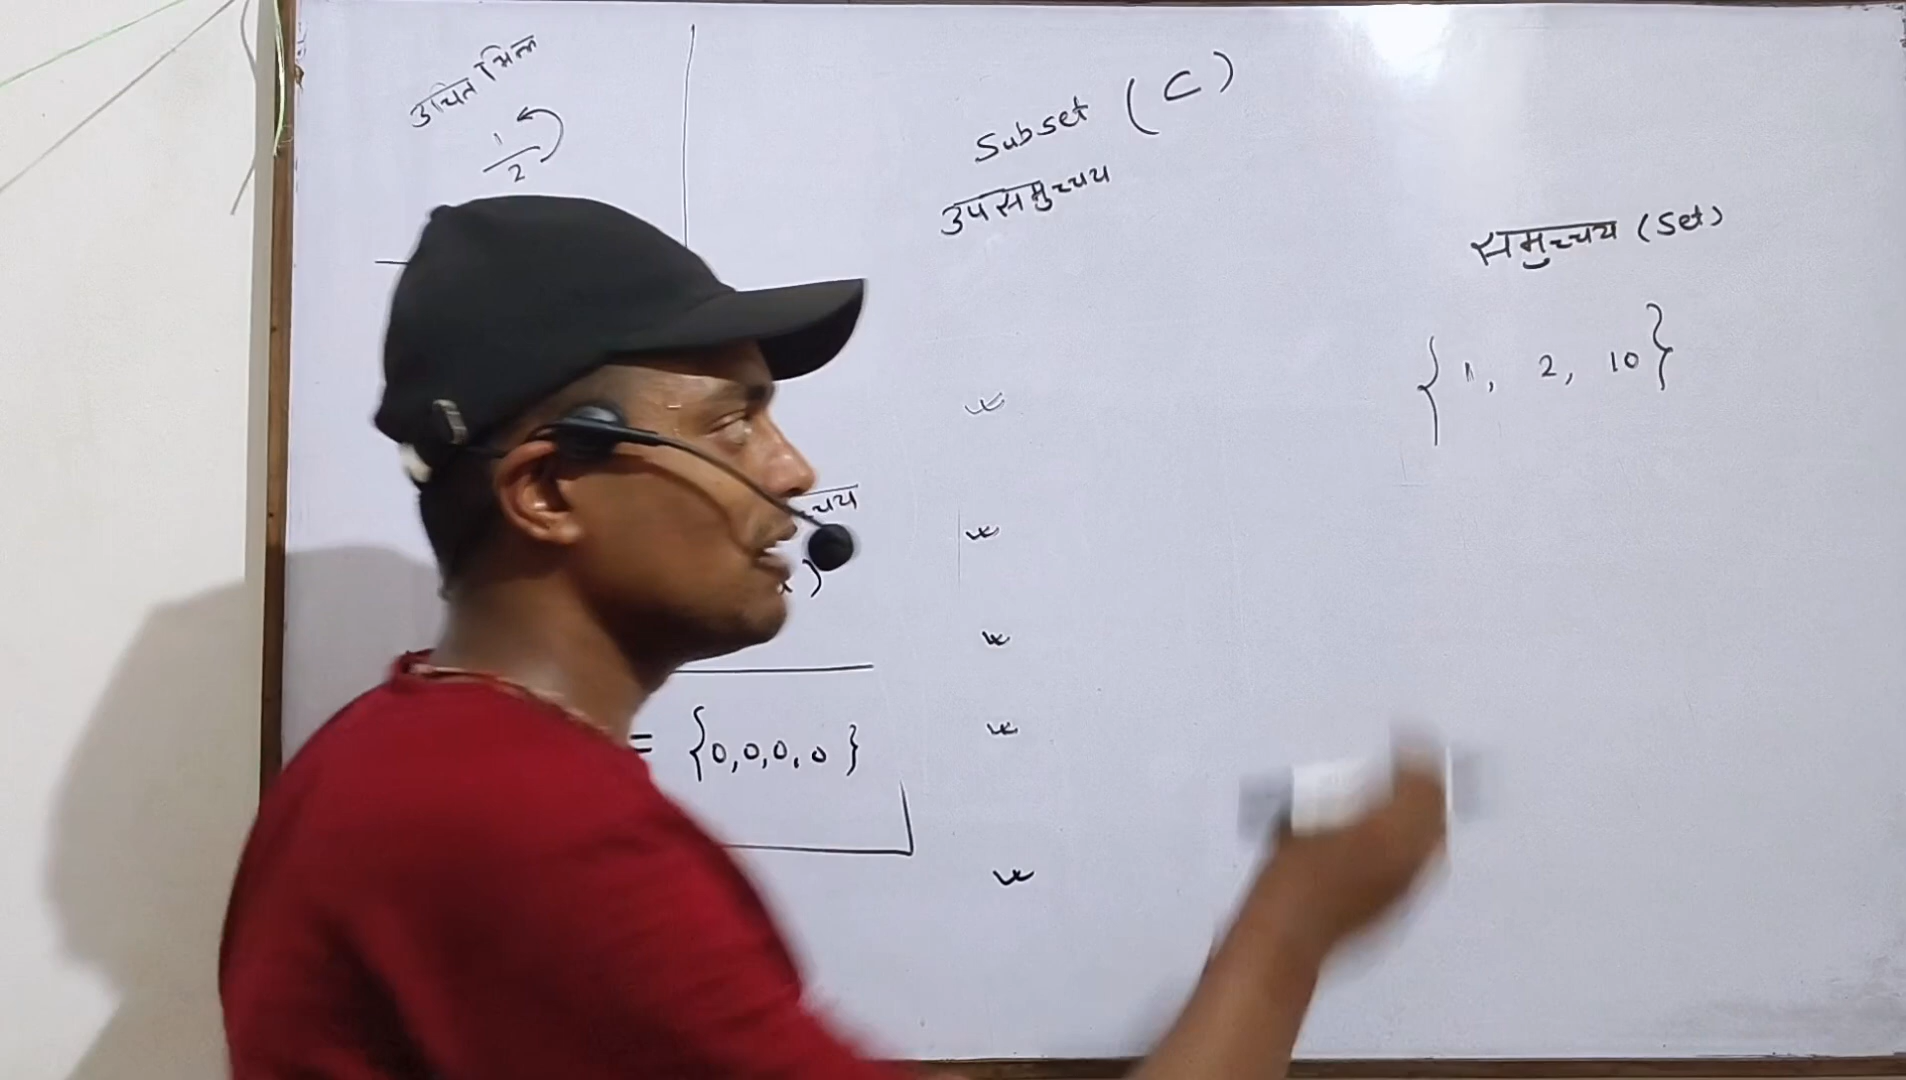 उचित भिन्न
1
2
Subset ( ⊂ )
उपसमुच्चय
समुच्चय (Set)
{ 1, 2, 10 }
= {0,0,0,0}